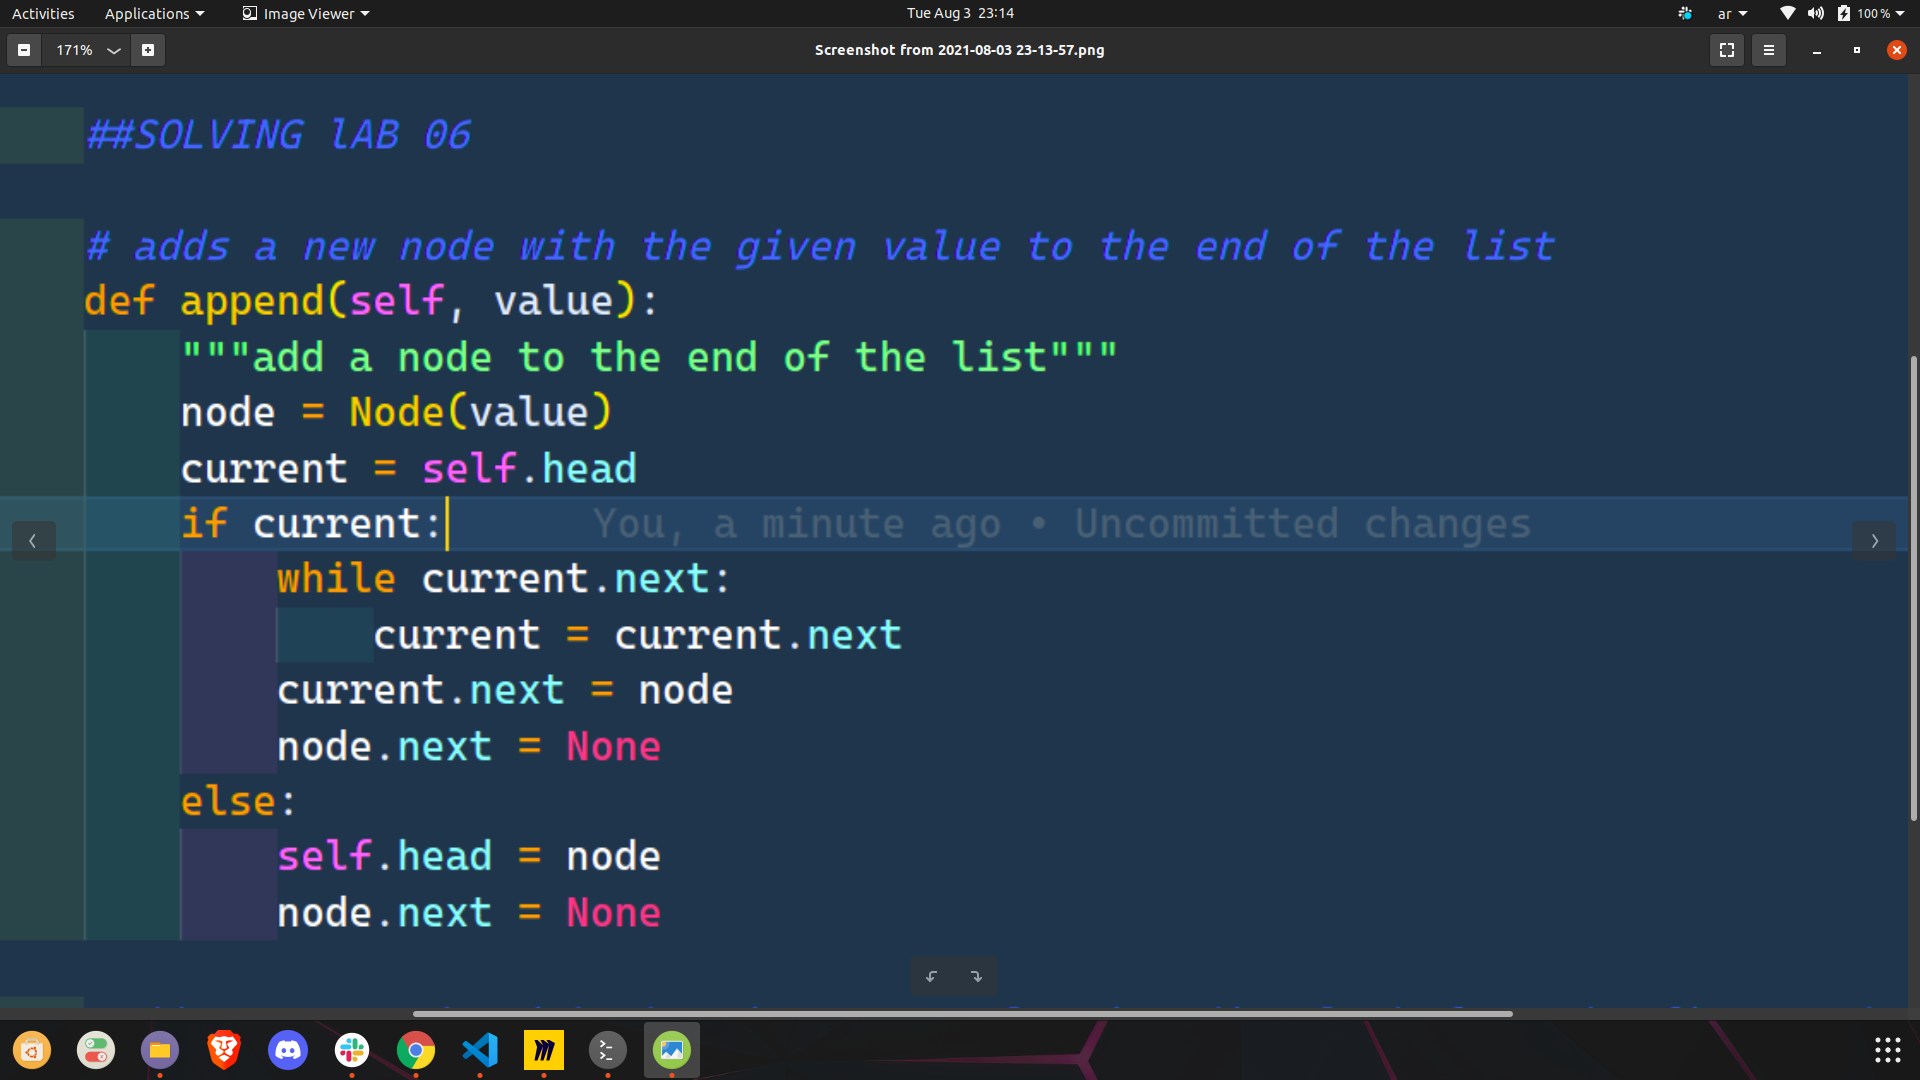 Activities Applications Image Viewer Tue Aug 3 23:14 ar 100 %
171% Screenshot from 2021-08-03 23-13-57.png
##SOLVING lAB 06
# adds a new node with the given value to the end of the list
def append(self, value):
"""add a node to the end of the list"""
node = Node(value)
current = self.head
if current: You, a minute ago • Uncommitted changes
while current.next:
current = current.next
current.next = node
node.next = None
else:
self.head = node
node.next = None